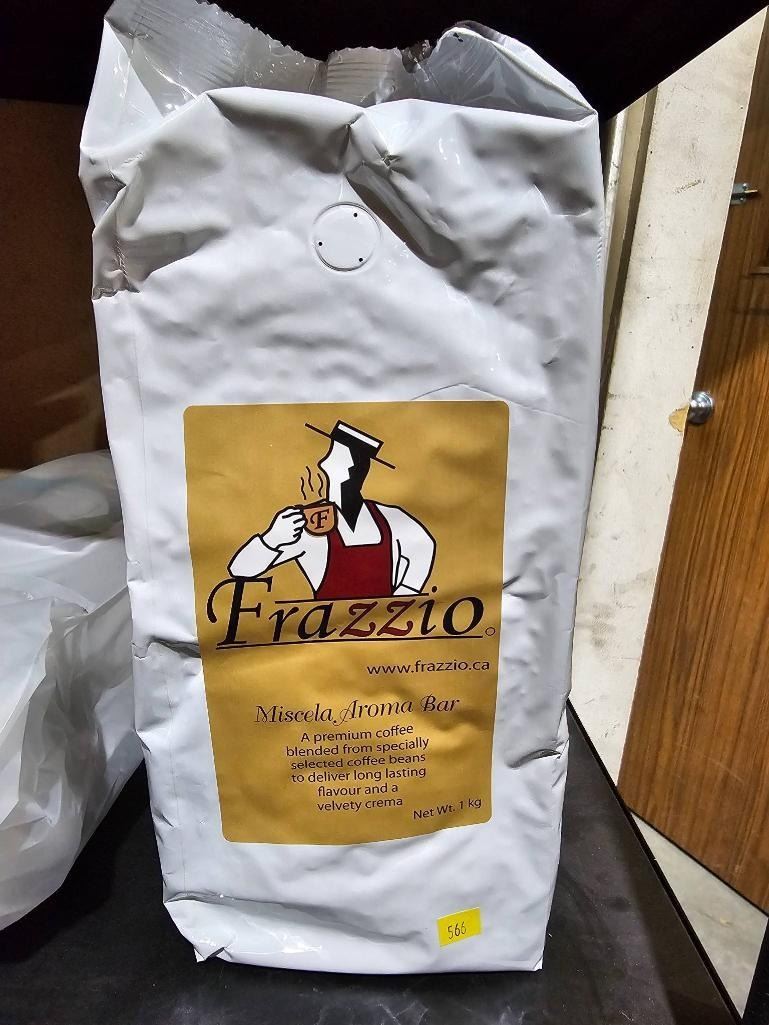 F
Frazzio
www.frazzio.ca
Miscela Aroma Bar
A premium coffee
blended from specially
selected coffee beans
to deliver long lasting
flavour and a
velvety crema
Net Wt. 1 kg
566